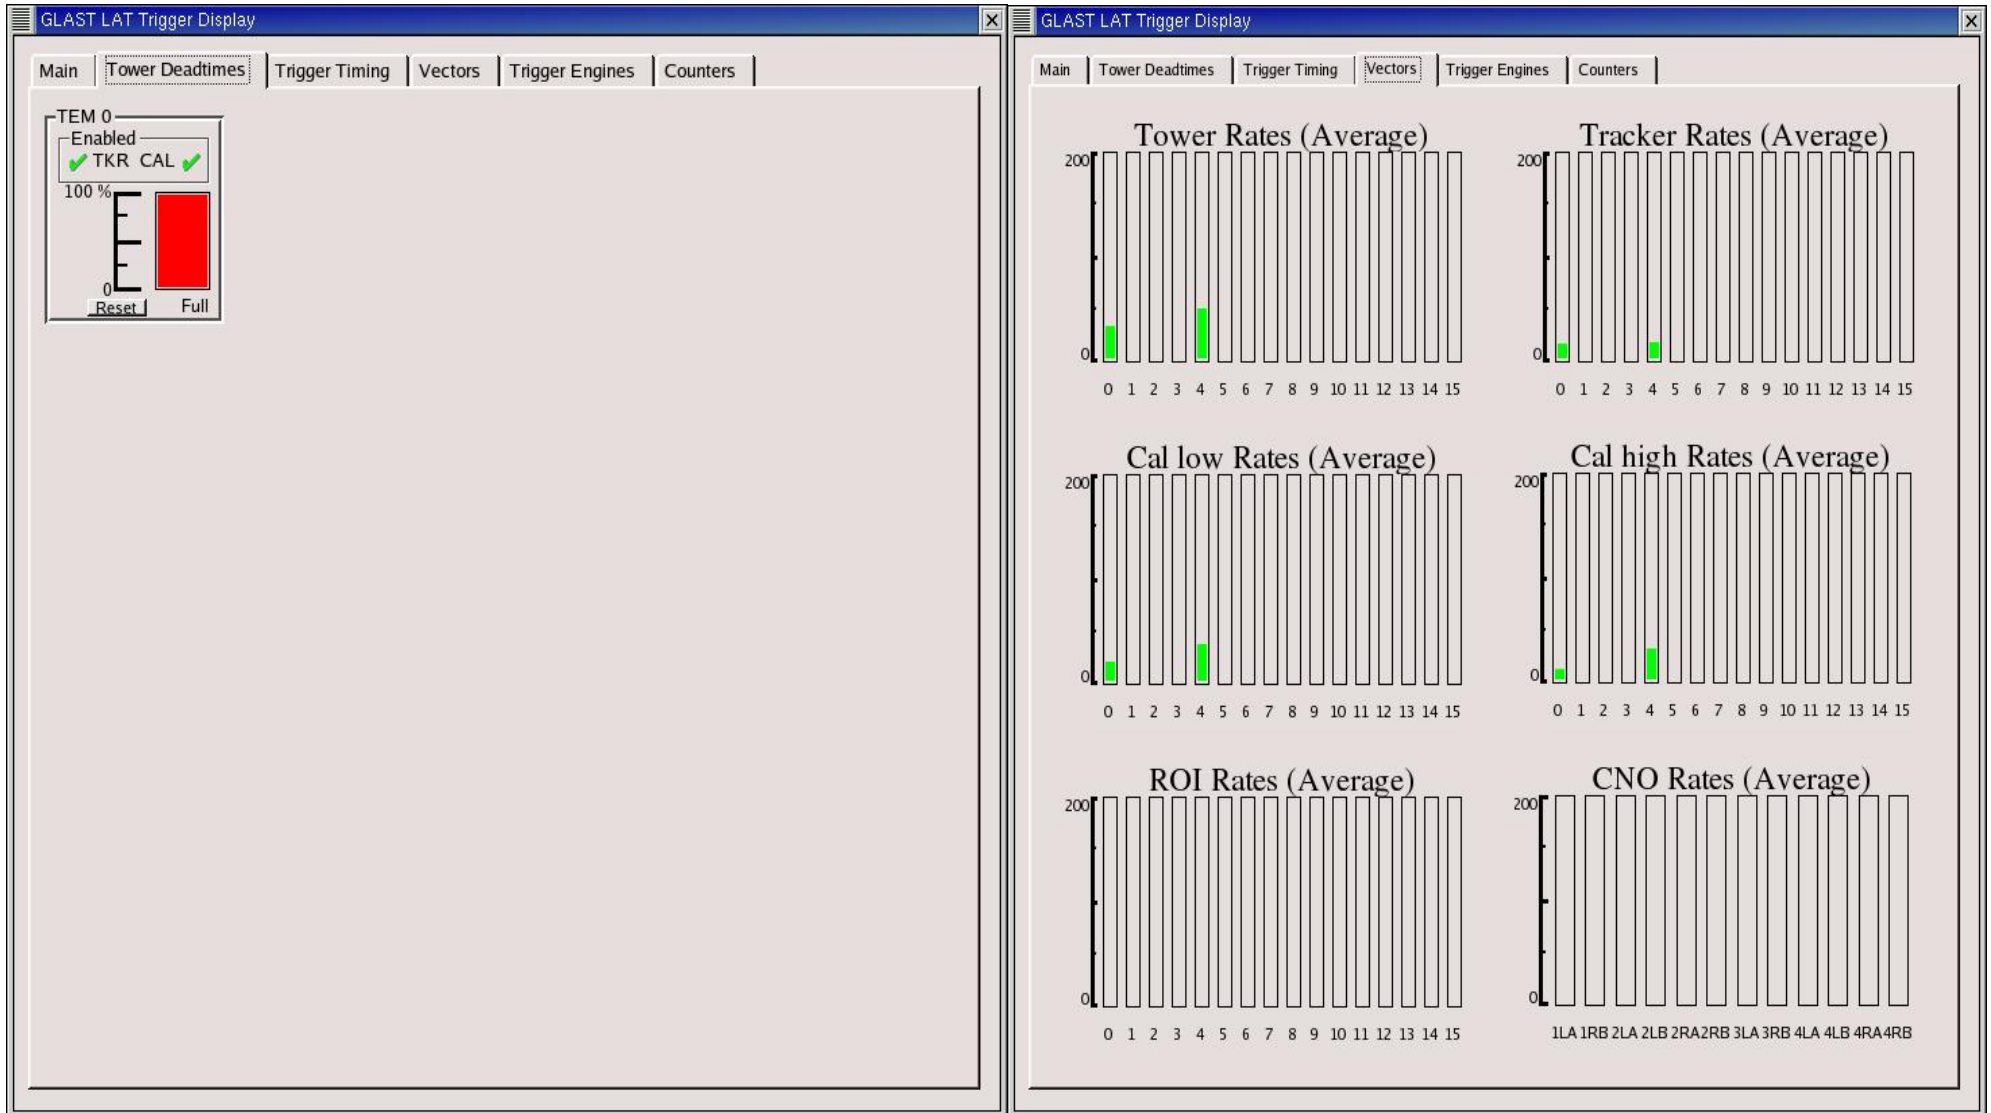 GLAST LAT Trigger Display
Main Tower Deadtimes Trigger Timing Vectors Trigger Engines Counters
TEM 0
Enabled
TKR CAL
100 %
0
Reset Full
GLAST LAT Trigger Display
Main Tower Deadtimes Trigger Timing Vectors Trigger Engines Counters
Tower Rates (Average)
200
0
0 1 2 3 4 5 6 7 8 9 10 11 12 13 14 15
Tracker Rates (Average)
200
0
0 1 2 3 4 5 6 7 8 9 10 11 12 13 14 15
Cal low Rates (Average)
200
0
0 1 2 3 4 5 6 7 8 9 10 11 12 13 14 15
Cal high Rates (Average)
200
0
0 1 2 3 4 5 6 7 8 9 10 11 12 13 14 15
ROI Rates (Average)
200
0
0 1 2 3 4 5 6 7 8 9 10 11 12 13 14 15
CNO Rates (Average)
200
0
1LA 1RB 2LA 2LB 2RA 2RB 3LA 3RB 4LA 4LB 4RA 4RB